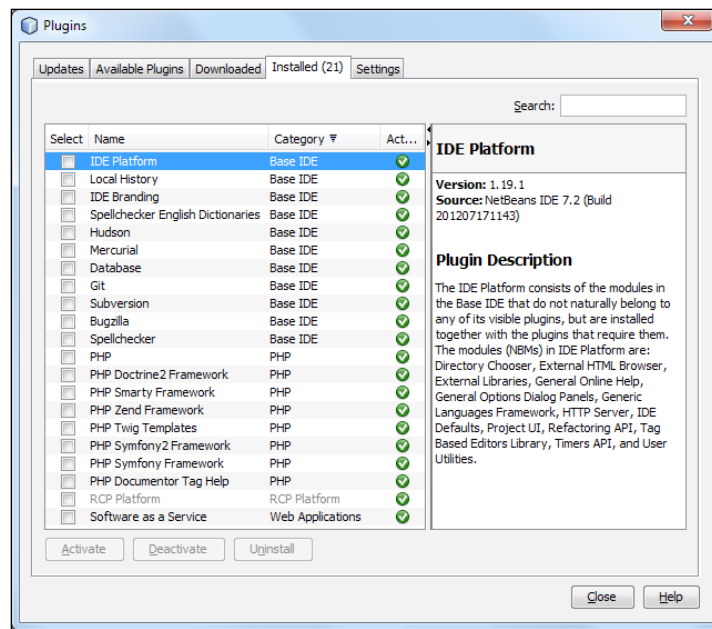 Plugins
Updates Available Plugins Downloaded Installed (21) Settings
Search:
Select Name Category Act...
IDE Platform Base IDE
Local History Base IDE
IDE Branding Base IDE
Spellchecker English Dictionaries Base IDE
Hudson Base IDE
Mercurial Base IDE
Database Base IDE
Git Base IDE
Subversion Base IDE
Bugzilla Base IDE
Spellchecker Base IDE
PHP PHP
PHP Doctrine2 Framework PHP
PHP Smarty Framework PHP
PHP Zend Framework PHP
PHP Twig Templates PHP
PHP Symfony2 Framework PHP
PHP Symfony Framework PHP
PHP Documentor Tag Help PHP
RCP Platform RCP Platform
Software as a Service Web Applications
IDE Platform
Version: 1.19.1
Source: NetBeans IDE 7.2 (Build
201207171143)
Plugin Description
The IDE Platform consists of the modules in
the Base IDE that do not naturally belong to
any of its visible plugins, but are installed
together with the plugins that require them.
The modules (NBMs) in IDE Platform are:
Directory Chooser, External HTML Browser,
External Libraries, General Online Help,
General Options Dialog Panels, Generic
Languages Framework, HTTP Server, IDE
Defaults, Project UI, Refactoring API, Tag
Based Editors Library, Timers API, and User
Utilities.
Activate Deactivate Uninstall
Close Help